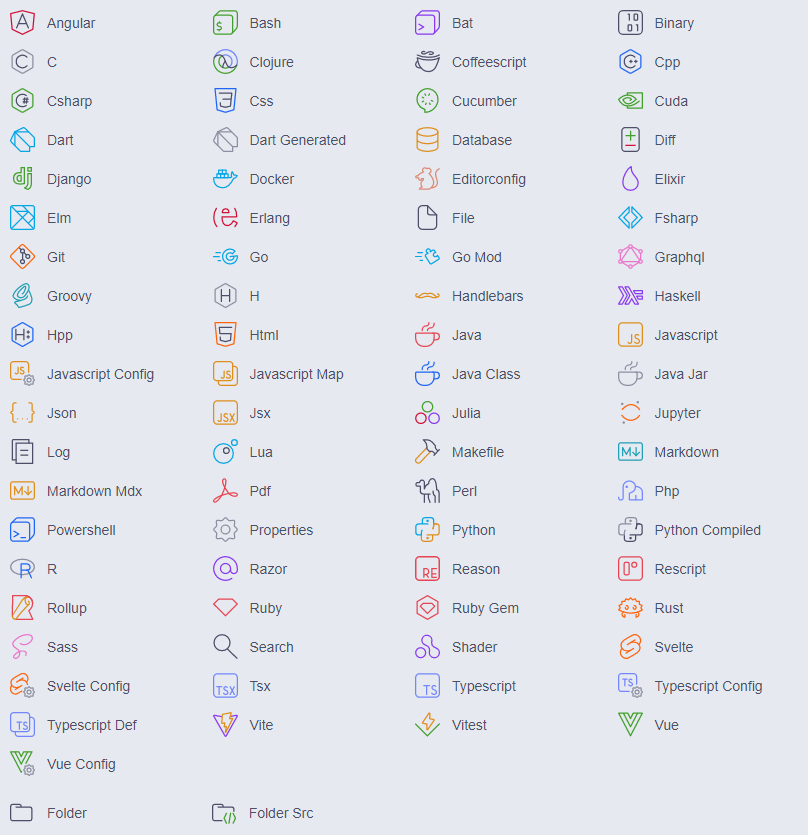 Angular Bash Bat Binary
C Clojure Coffeescript Cpp
Csharp Css Cucumber Cuda
Dart Dart Generated Database Diff
Django Docker Editorconfig Elixir
Elm Erlang File Fsharp
Git Go Go Mod Graphql
Groovy H Handlebars Haskell
Hpp Html Java Javascript
Javascript Config Javascript Map Java Class Java Jar
Json Jsx Julia Jupyter
Log Lua Makefile Markdown
Markdown Mdx Pdf Perl Php
Powershell Properties Python Python Compiled
R Razor Reason Rescript
Rollup Ruby Ruby Gem Rust
Sass Search Shader Svelte
Svelte Config Tsx Typescript Typescript Config
Typescript Def Vite Vitest Vue
Vue Config
Folder Folder Src